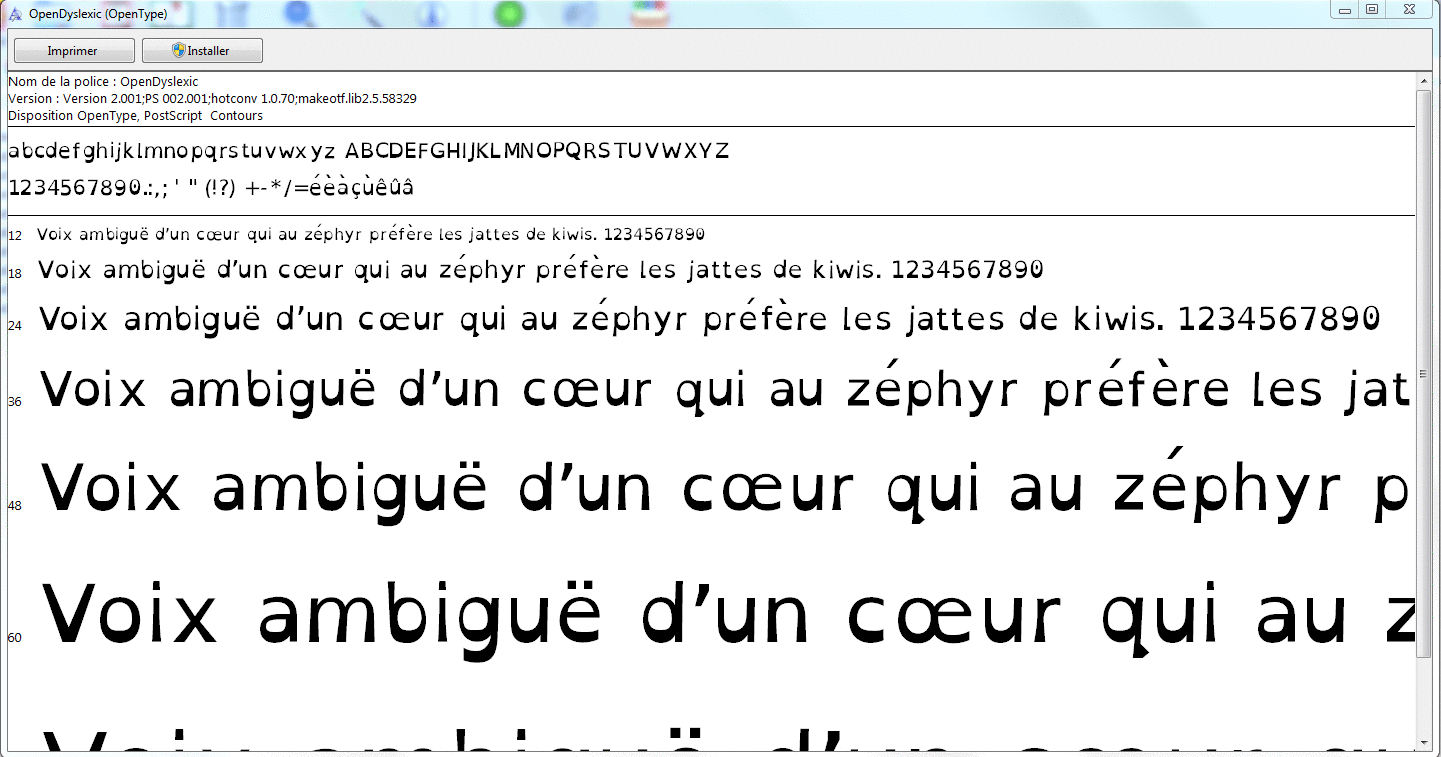 OpenDyslexic (OpenType)
Imprimer Installer
Nom de la police : OpenDyslexic
Version : Version 2.001;PS 002.001;hotconv 1.0.70;makeotf.lib2.5.58329
Disposition OpenType, PostScript Contours
abcdefghijklmnopqrstuvwxyz ABCDEFGHIJKLMNOPQRSTUVWXYZ
1234567890.:,; ' " (!?) +-*/=éèàçùêûâ
12 Voix ambiguë d’un cœur qui au zéphyr préfère les jattes de kiwis. 1234567890
18 Voix ambiguë d’un cœur qui au zéphyr préfère les jattes de kiwis. 1234567890
24 Voix ambiguë d’un cœur qui au zéphyr préfère les jattes de kiwis. 1234567890
36 Voix ambiguë d’un cœur qui au zéphyr préfère les jat
48 Voix ambiguë d’un cœur qui au zéphyr p
60 Voix ambiguë d’un cœur qui au z